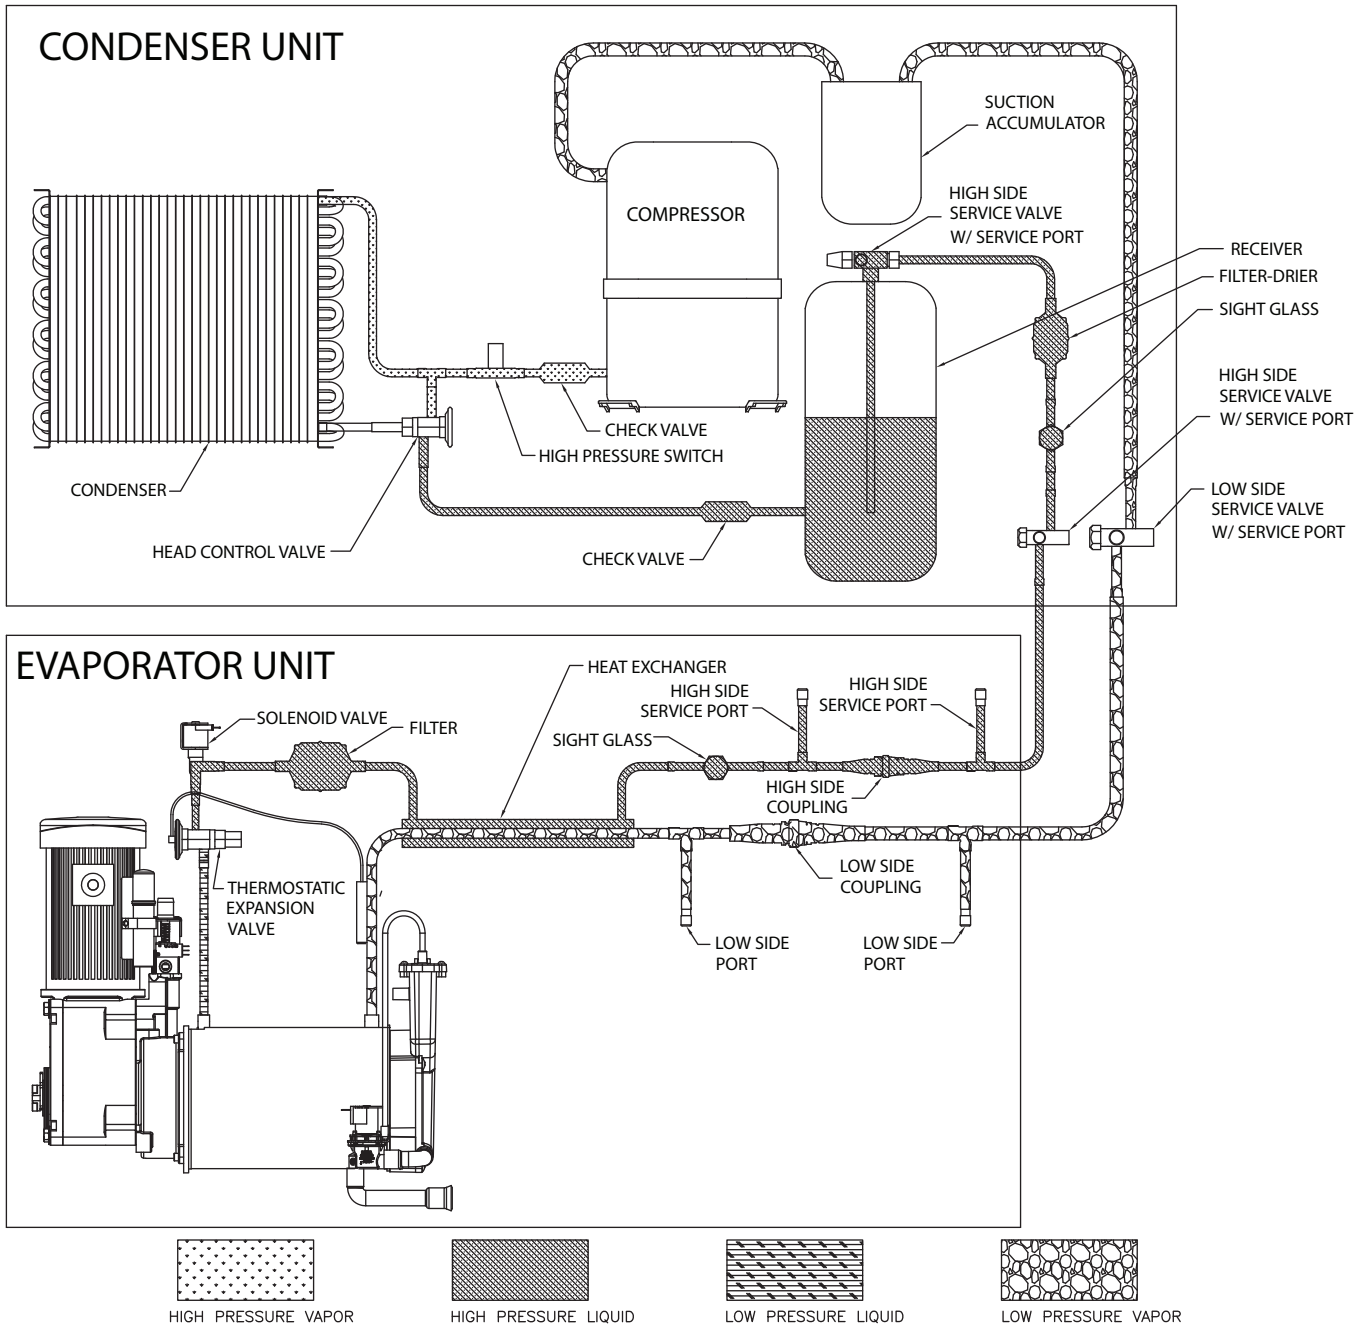 CONDENSER UNIT
SUCTION
ACCUMULATOR
COMPRESSOR
HIGH SIDE
SERVICE VALVE
W/ SERVICE PORT
RECEIVER
FILTER-DRIER
SIGHT GLASS
HIGH SIDE
SERVICE VALVE
W/ SERVICE PORT
CHECK VALVE
HIGH PRESSURE SWITCH
CONDENSER
LOW SIDE
SERVICE VALVE
W/ SERVICE PORT
HEAD CONTROL VALVE
CHECK VALVE
EVAPORATOR UNIT
HEAT EXCHANGER
HIGH SIDE
SERVICE PORT
HIGH SIDE
SERVICE PORT
SOLENOID VALVE
FILTER
SIGHT GLASS
HIGH SIDE
COUPLING
THERMOSTATIC
EXPANSION
VALVE
LOW SIDE
COUPLING
LOW SIDE
PORT
LOW SIDE
PORT
HIGH PRESSURE VAPOR
HIGH PRESSURE LIQUID
LOW PRESSURE LIQUID
LOW PRESSURE VAPOR